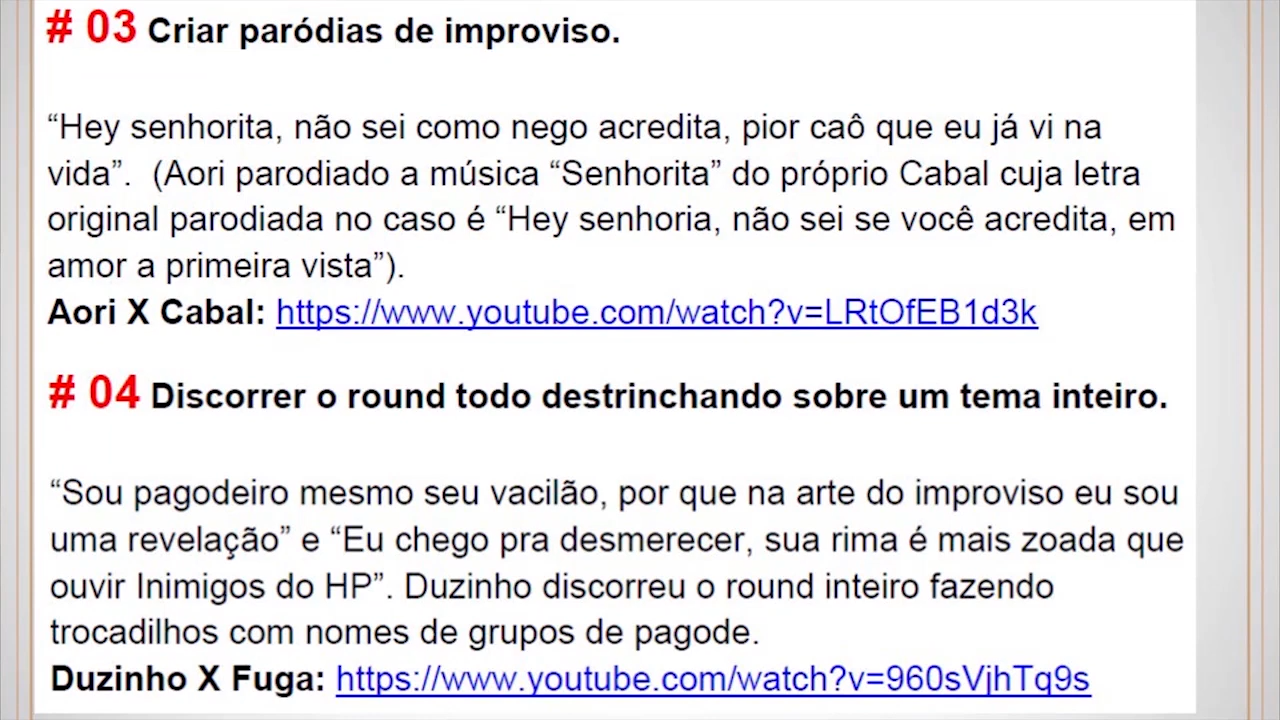 # 03 Criar paródias de improviso.
“Hey senhorita, não sei como nego acredita, pior caô que eu já vi na
vida”.  (Aori parodiado a música “Senhorita” do próprio Cabal cuja letra
original parodiada no caso é “Hey senhoria, não sei se você acredita, em
amor a primeira vista”).
Aori X Cabal: https://www.youtube.com/watch?v=LRtOfEB1d3k
# 04 Discorrer o round todo destrinchando sobre um tema inteiro.
“Sou pagodeiro mesmo seu vacilão, por que na arte do improviso eu sou
uma revelação” e “Eu chego pra desmerecer, sua rima é mais zoada que
ouvir Inimigos do HP”. Duzinho discorreu o round inteiro fazendo
trocadilhos com nomes de grupos de pagode.
Duzinho X Fuga: https://www.youtube.com/watch?v=960sVjhTq9s